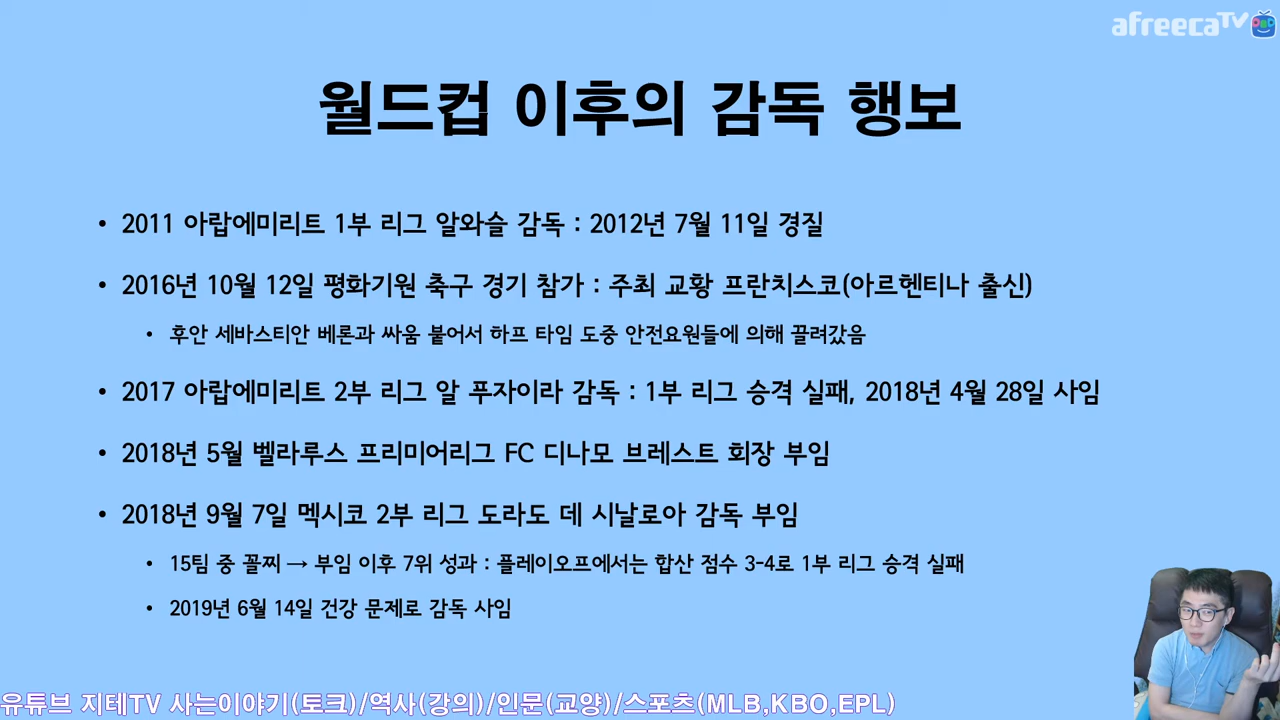 afreecaTV
월드컵 이후의 감독 행보
• 2011 아랍에미리트 1부 리그 알와슬 감독 : 2012년 7월 11일 경질
• 2016년 10월 12일 평화기원 축구 경기 참가 : 주최 교황 프란치스코(아르헨티나 출신)
• 후안 세바스티안 베론과 싸움 붙어서 하프 타임 도중 안전요원들에 의해 끌려갔음
• 2017 아랍에미리트 2부 리그 알 푸자이라 감독 : 1부 리그 승격 실패, 2018년 4월 28일 사임
• 2018년 5월 벨라루스 프리미어리그 FC 디나모 브레스트 회장 부임
• 2018년 9월 7일 멕시코 2부 리그 도라도 데 시날로아 감독 부임
• 15팀 중 꼴찌 → 부임 이후 7위 성과 : 플레이오프에서는 합산 점수 3-4로 1부 리그 승격 실패
• 2019년 6월 14일 건강 문제로 감독 사임
유튜브 지테TV 사는이야기(토크)/역사(강의)/인문(교양)/스포츠(MLB,KBO,EPL)